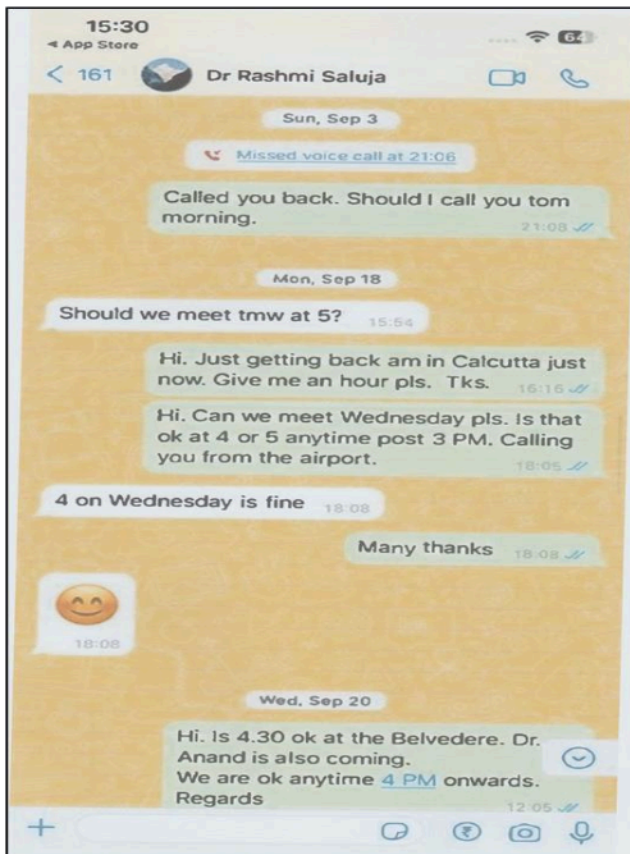 15:30
◄ App Store
64
161
Dr Rashmi Saluja
Sun, Sep 3
Missed voice call at 21:06
Called you back. Should I call you tom
morning.
21:08
Mon, Sep 18
Should we meet tmw at 5?
15:54
Hi. Just getting back am in Calcutta just
now. Give me an hour pls. Tks.
16:16
Hi. Can we meet Wednesday pls. Is that
ok at 4 or 5 anytime post 3 PM. Calling
you from the airport.
18:05
4 on Wednesday is fine
18:08
Many thanks
18:08
18:08
Wed, Sep 20
Hi. Is 4.30 ok at the Belvedere. Dr.
Anand is also coming.
We are ok anytime 4 PM onwards.
Regards
12:05